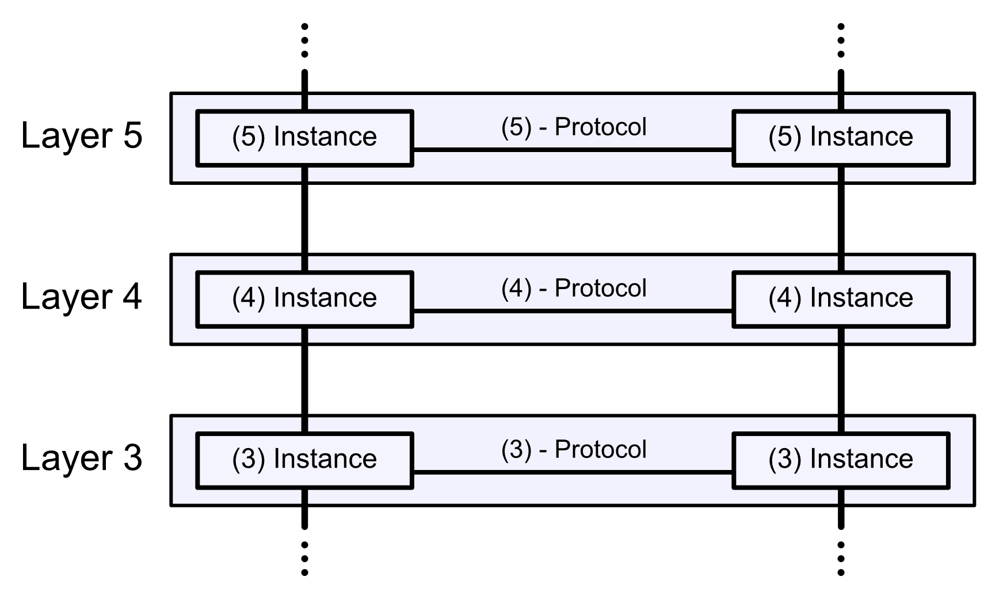 Layer 5
(5) Instance
(5) - Protocol
(5) Instance
Layer 4
(4) Instance
(4) - Protocol
(4) Instance
Layer 3
(3) Instance
(3) - Protocol
(3) Instance